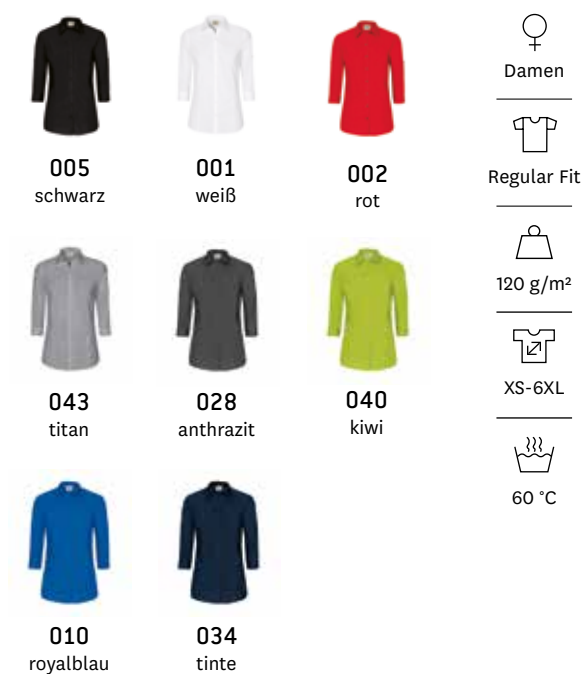 005
schwarz
001
weiß
002
rot
043
titan
028
anthrazit
040
kiwi
010
royalblau
034
tinte
Damen
Regular Fit
120 g/m²
XS-6XL
60 °C